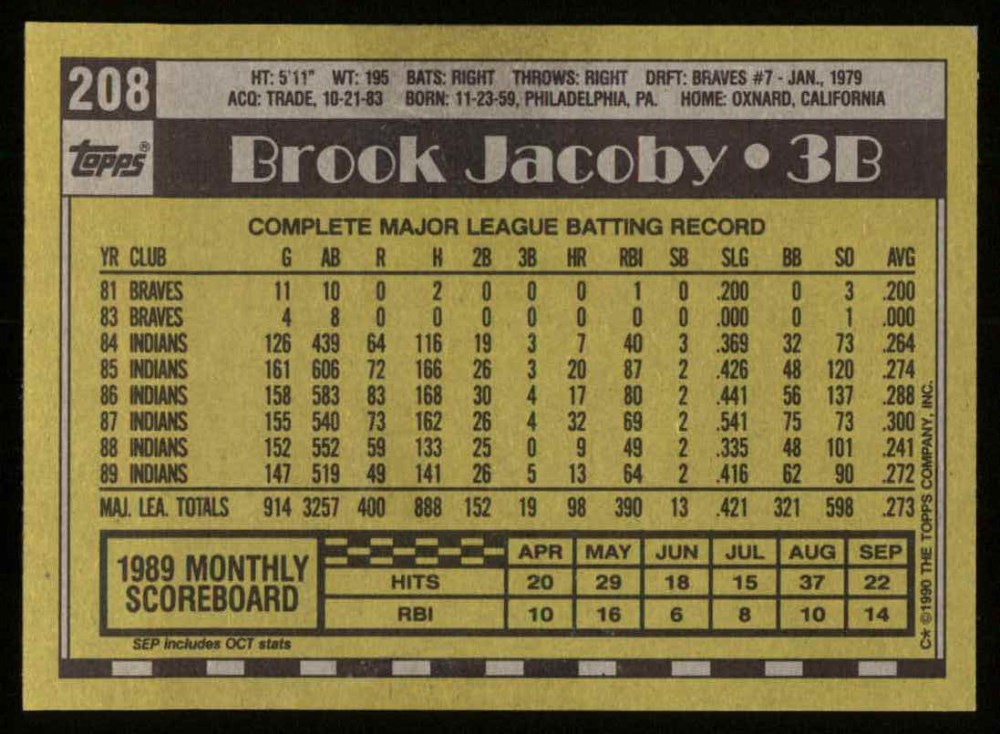 208
HT: 5'11" WT: 195 BATS: RIGHT THROWS: RIGHT DRFT: BRAVES #7 - JAN., 1979
ACQ: TRADE, 10-21-83 BORN: 11-23-59, PHILADELPHIA, PA. HOME: OXNARD, CALIFORNIA
topps®
Brook Jacoby • 3B
COMPLETE MAJOR LEAGUE BATTING RECORD
YR CLUB G AB R H 2B 3B HR RBI SB SLG BB SO AVG
81 BRAVES 11 10 0 2 0 0 0 1 0 .200 0 3 .200
83 BRAVES 4 8 0 0 0 0 0 0 0 .000 0 1 .000
84 INDIANS 126 439 64 116 19 3 7 40 3 .369 32 73 .264
85 INDIANS 161 606 72 166 26 3 20 87 2 .426 48 120 .274
86 INDIANS 158 583 83 168 30 4 17 80 2 .441 56 137 .288
87 INDIANS 155 540 73 162 26 4 32 69 2 .541 75 73 .300
88 INDIANS 152 552 59 133 25 0 9 49 2 .335 48 101 .241
89 INDIANS 147 519 49 141 26 5 13 64 2 .416 62 90 .272
MAJ. LEA. TOTALS 914 3257 400 888 152 19 98 390 13 .421 321 598 .273
1989 MONTHLY
SCOREBOARD
APR MAY JUN JUL AUG SEP
HITS 20 29 18 15 37 22
RBI 10 16 6 8 10 14
SEP includes OCT stats
C* ©1990 THE TOPPS COMPANY, INC.